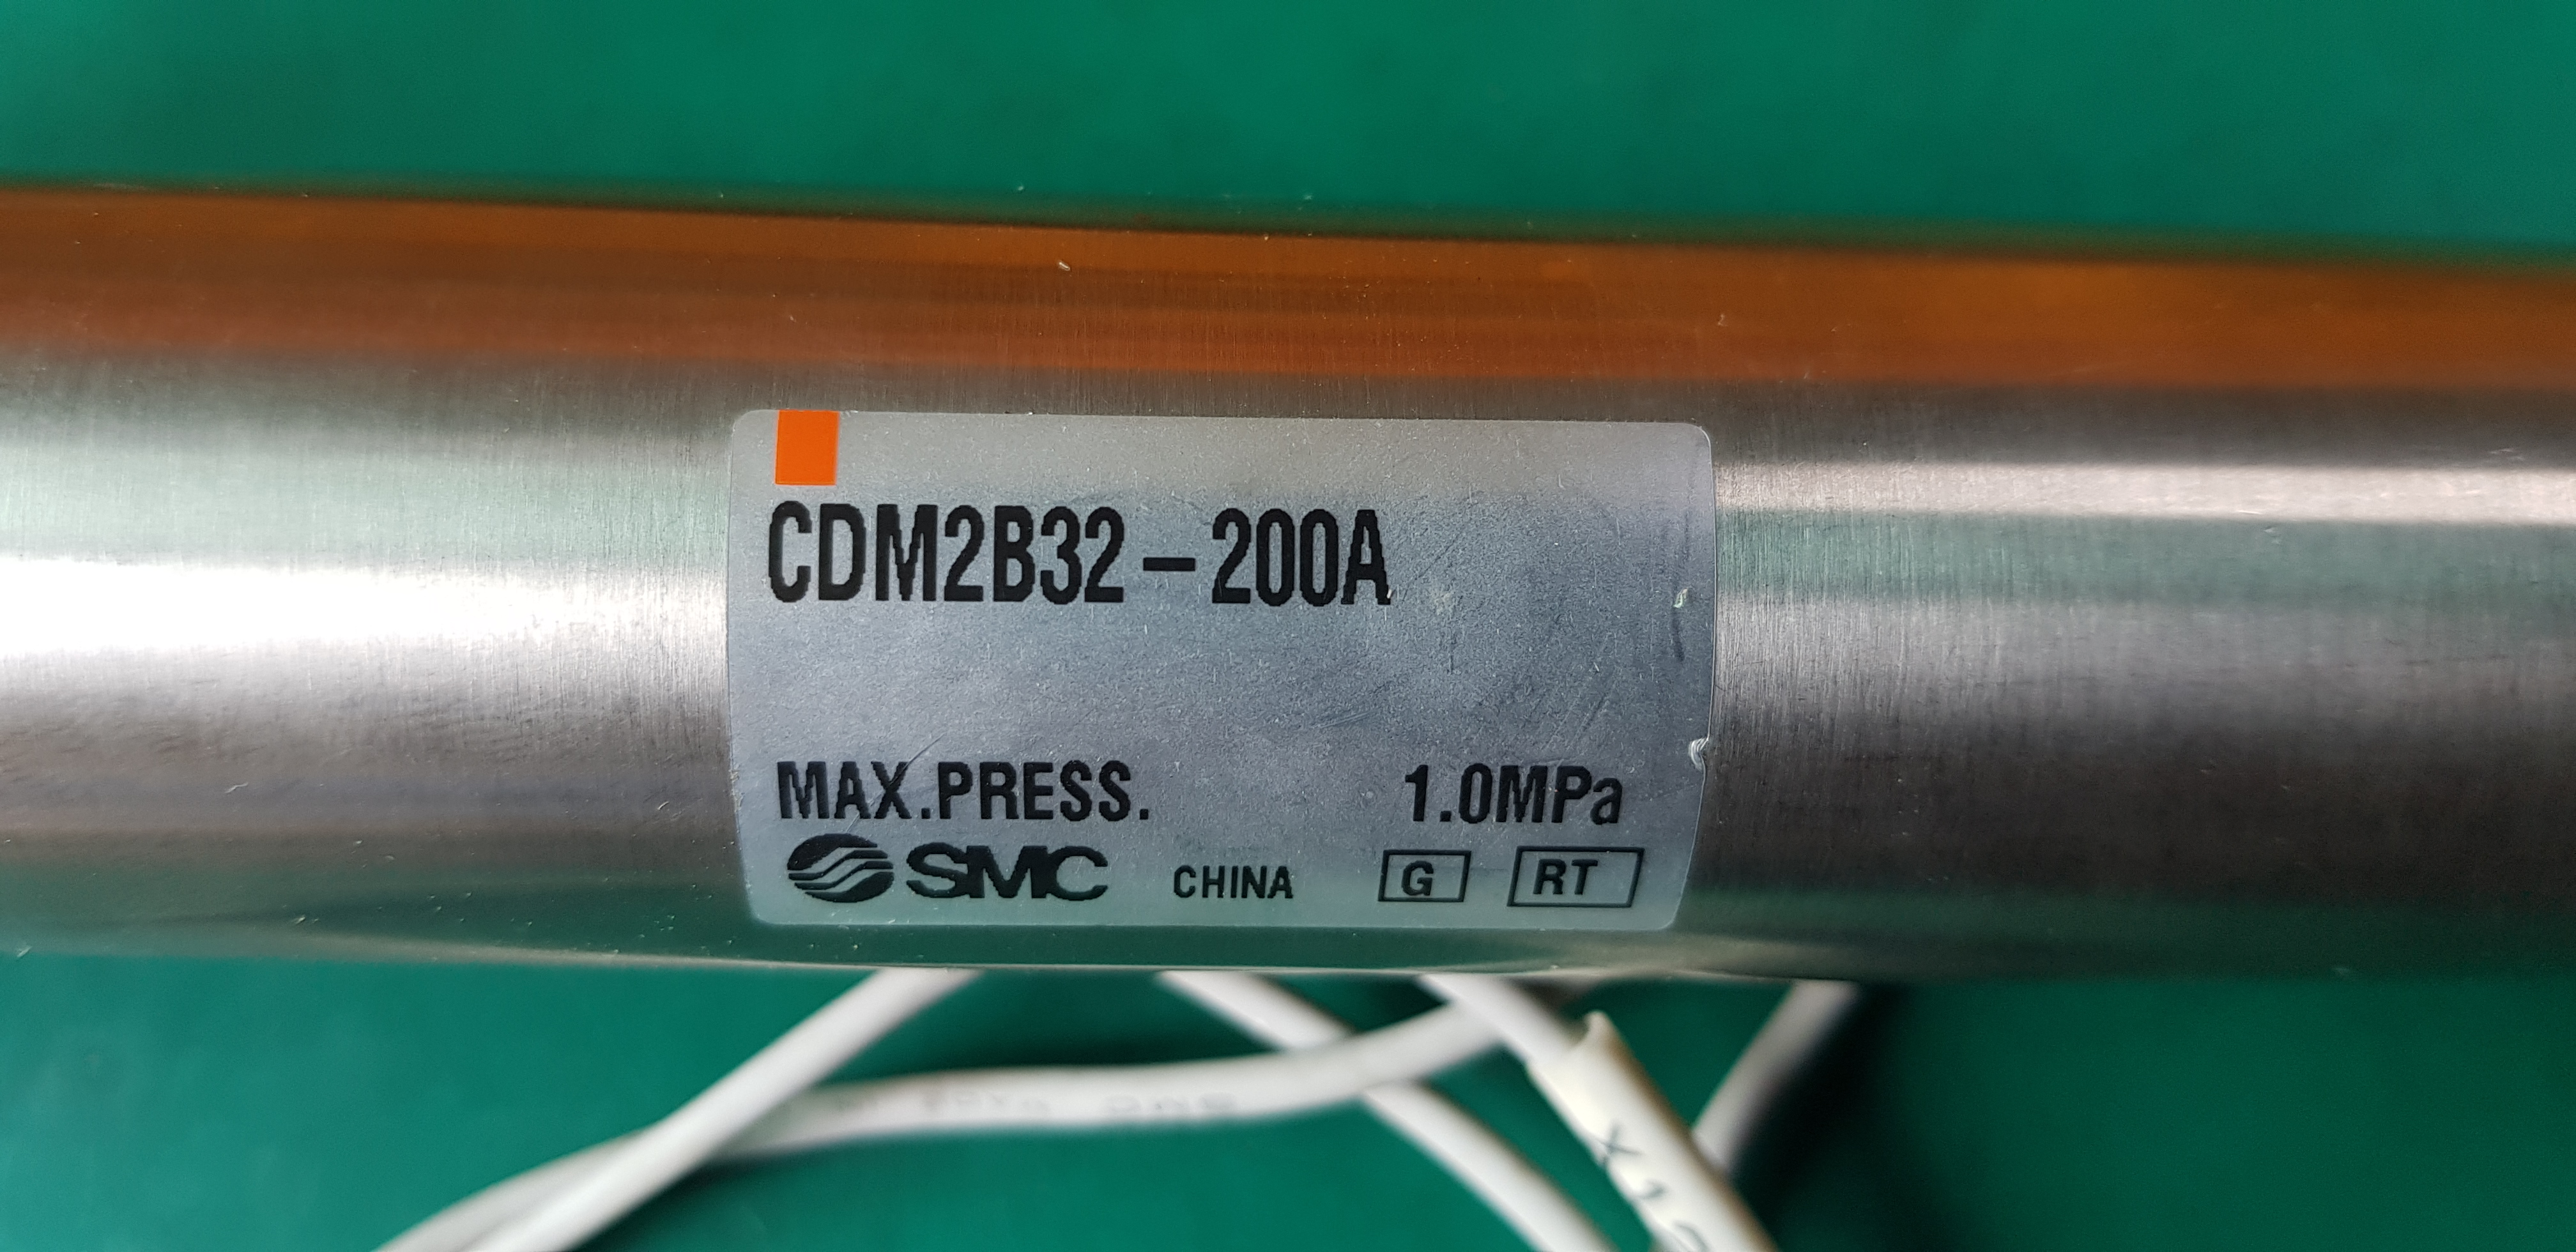 CDM2B32-200A
MAX.PRESS. 1.0MPa
SMC CHINA G RT